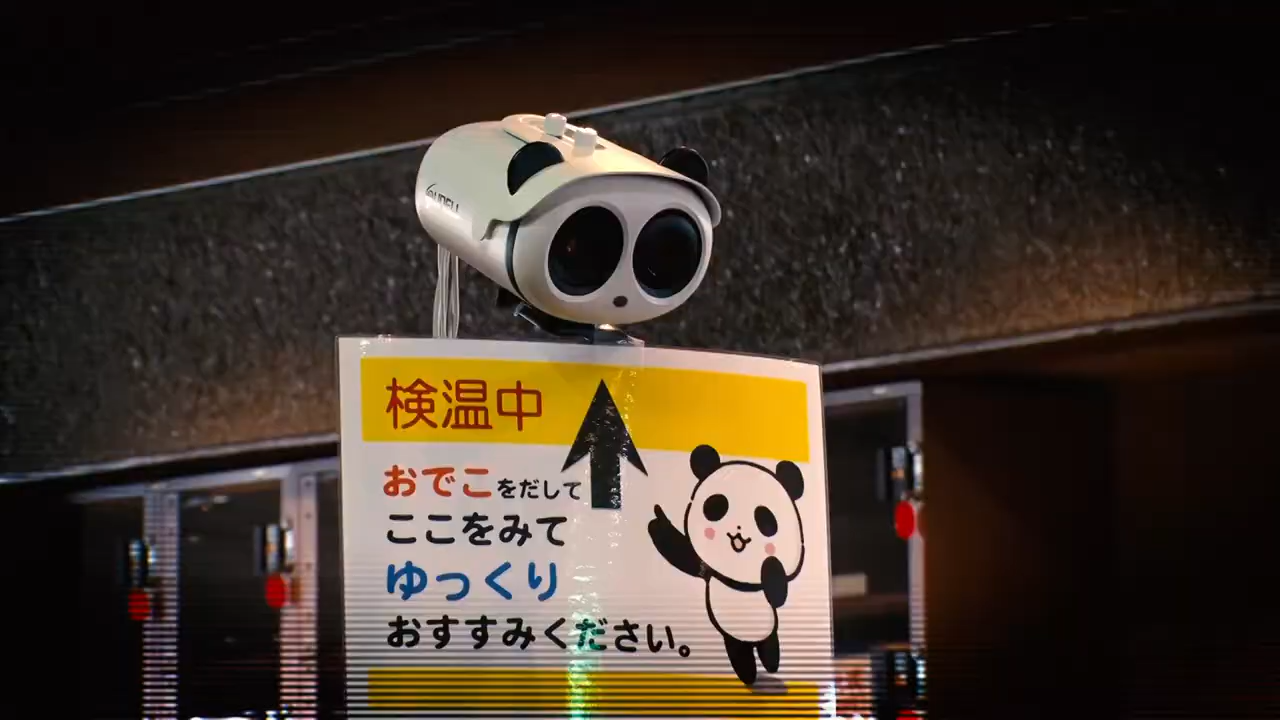 検温中
おでこをだして
ここをみて
ゆっくり
おすすみください。